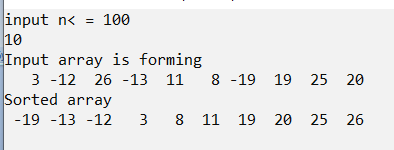 input n< = 100
10
Input array is forming
3 -12 26 -13 11 8 -19 19 25 20
Sorted array
-19 -13 -12 3 8 11 19 20 25 26